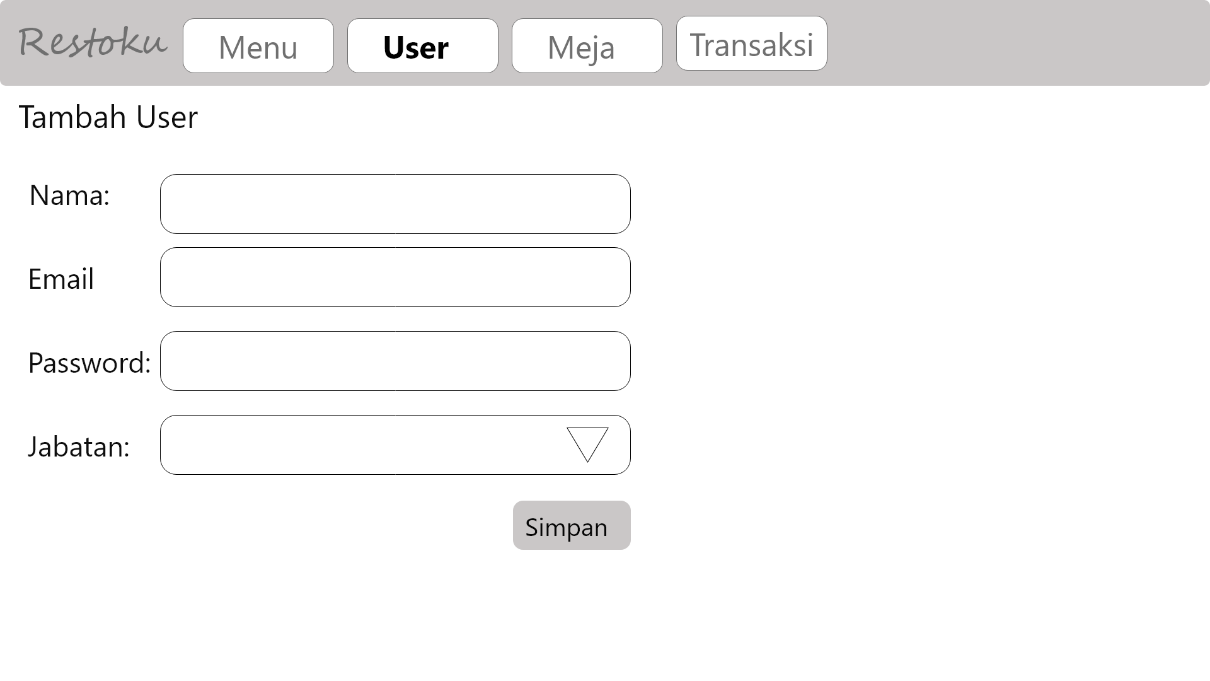 Restoku Menu User Meja Transaksi
Tambah User
Nama:
Email
Password:
Jabatan:
Simpan